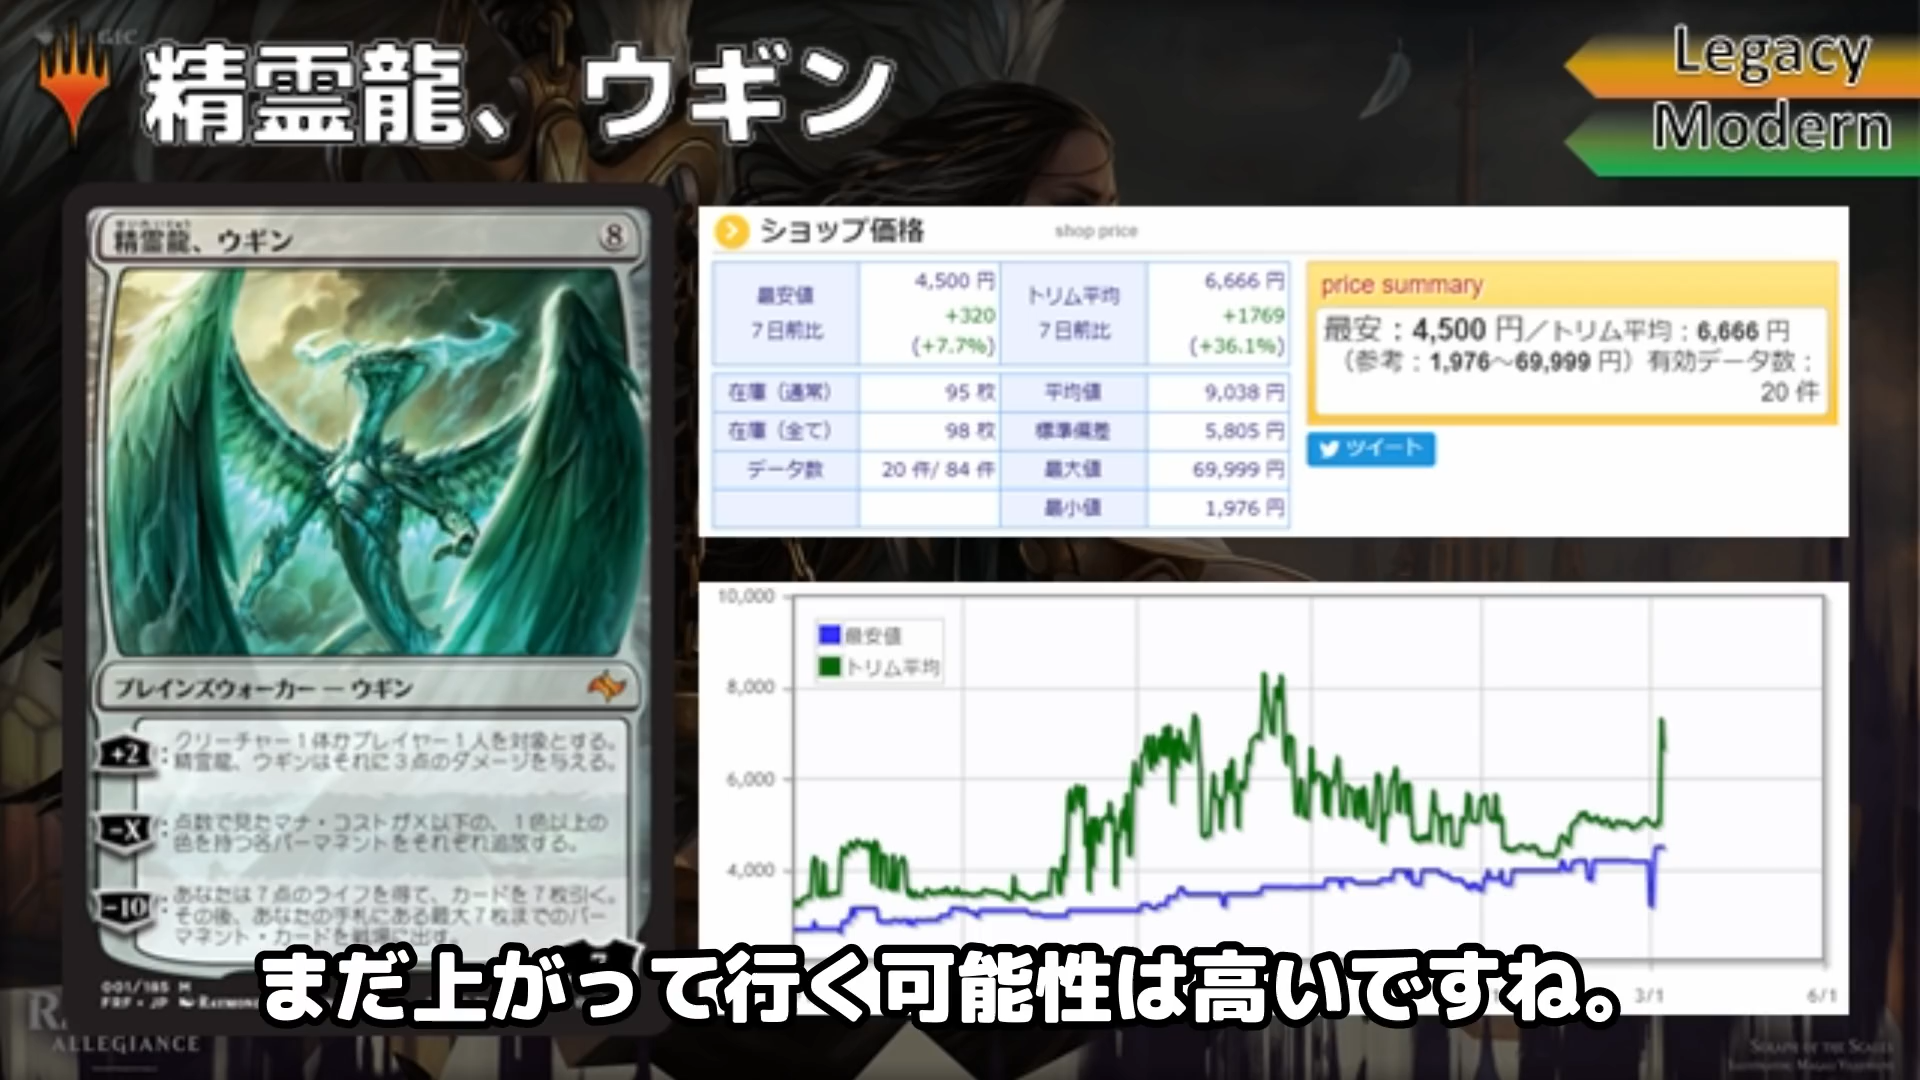 精霊龍、ウギン
Legacy
Modern
せいれいりゅう
精霊龍、ウギン
8
プレインズウォーカー — ウギン
+2:クリーチャー1体かプレイヤー1人を対象とする。
精霊龍、ウギンはそれに3点のダメージを与える。
-X:点数で見たマナ・コストがX以下の、1色以上の
色を持つ各パーマネントをそれぞれ追放する。
-10:あなたは7点のライフを得て、カードを7枚引く。
その後、あなたの手札にある最大7枚までのパー
マネント・カードを戦場に出す。
7
001/185 M
FRF・JP
ショップ価格 shop price
最安値 4,500 円 トリム平均 6,666 円
7日前比 +320 7日前比 +1769
(+7.7%) (+36.1%)
在庫（通常） 95 枚 平均値 9,038 円
在庫（全て） 98 枚 標準偏差 5,805 円
データ数 20 件/ 84 件 最大値 69,999 円
最小値 1,976 円
price summary
最安：4,500 円／トリム平均：6,666 円
（参考：1,976～69,999 円）有効データ数：
20 件
ツイート
10,000
8,000
6,000
4,000
最安値
トリム平均
3/1
6/1
まだ上がって行く可能性は高いですね。
ALLEGIANCE